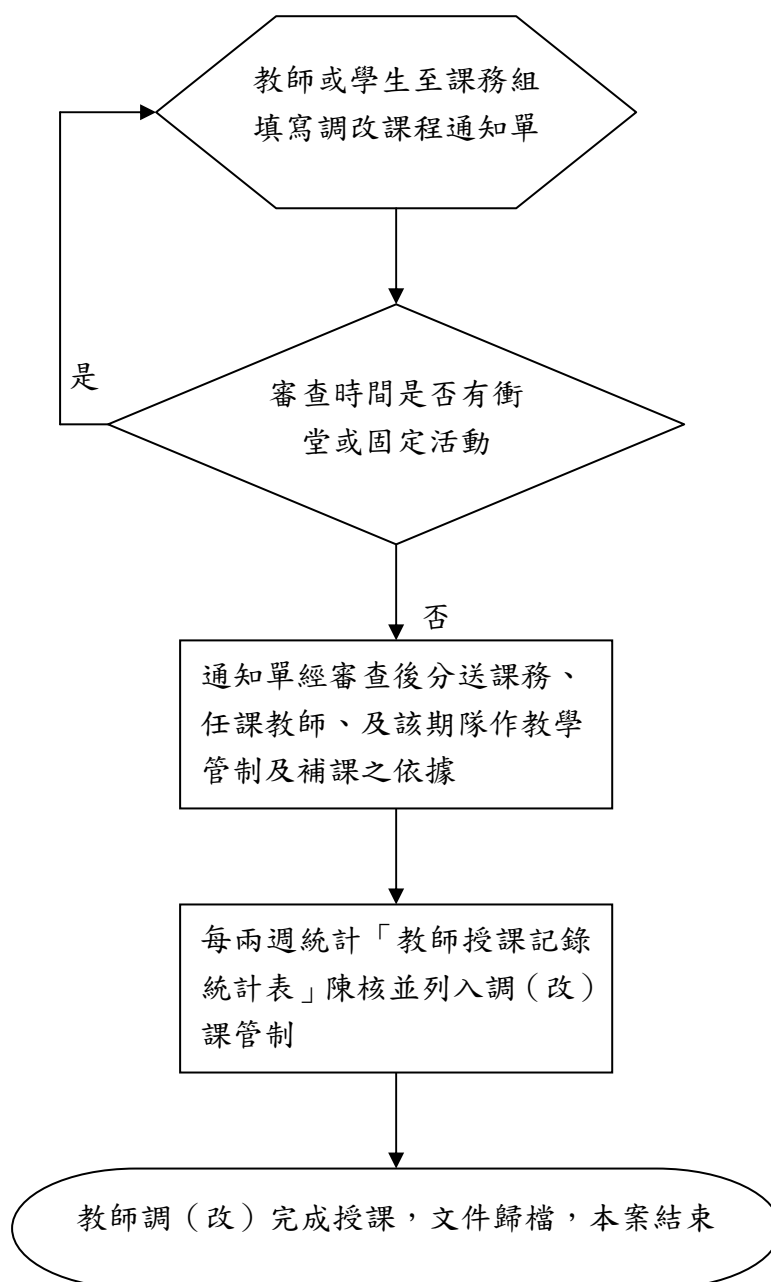 教師或學生至課務組
填寫調改課程通知單
是
審查時間是否有衝
堂或固定活動
否
通知單經審查後分送課務、
任課教師、及該期隊作教學
管制及補課之依據
每兩週統計「教師授課記錄
統計表」陳核並列入調（改）
課管制
教師調（改）完成授課，文件歸檔，本案結束